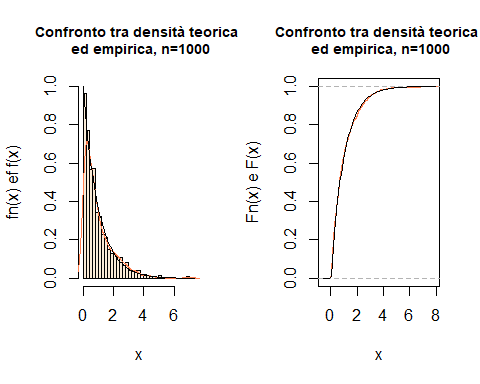 Confronto tra densità teorica
ed empirica, n=1000
fn(x) ef f(x)
0.0 0.2 0.4 0.6 0.8 1.0
0 2 4 6
x
Confronto tra densità teorica
ed empirica, n=1000
Fn(x) e F(x)
0.0 0.2 0.4 0.6 0.8 1.0
0 2 4 6 8
x